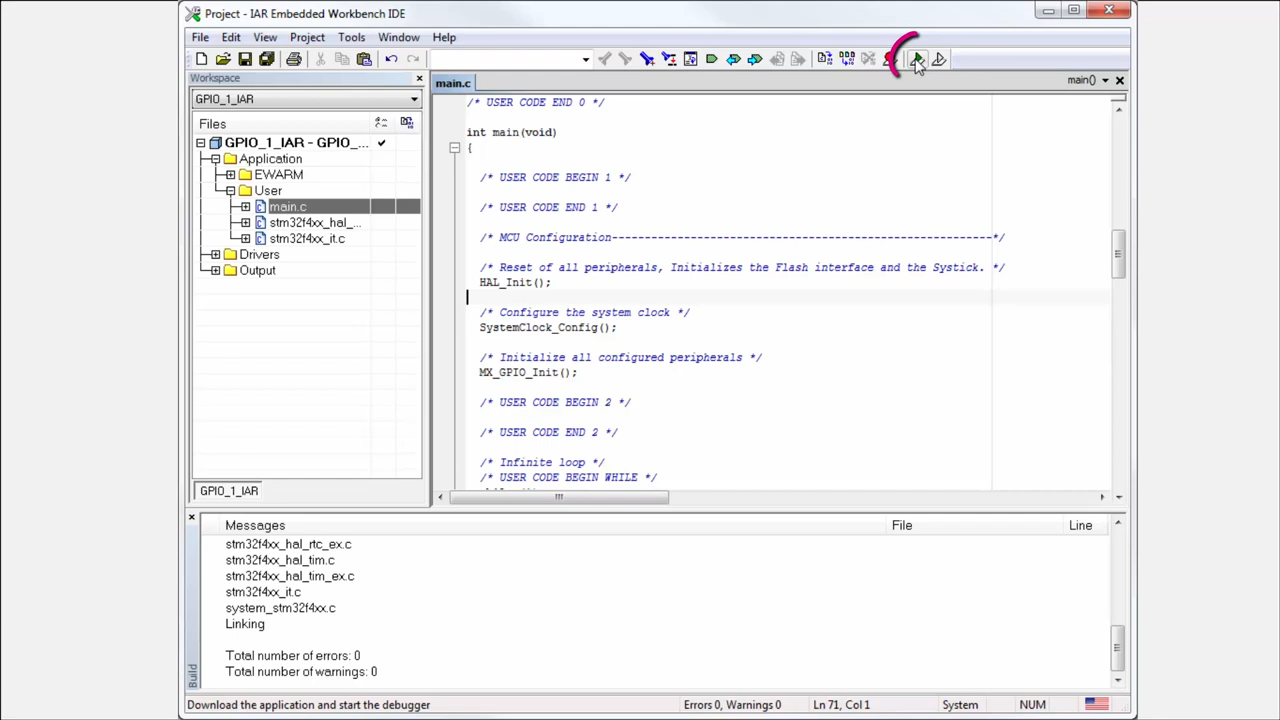 Project - IAR Embedded Workbench IDE
File Edit View Project Tools Window Help
Workspace
GPIO_1_IAR
Files
GPIO_1_IAR - GPIO_...
Application
EWARM
User
main.c
stm32f4xx_hal_...
stm32f4xx_it.c
Drivers
Output
GPIO_1_IAR
main.c
main()
/* USER CODE END 0 */
int main(void)
{
/* USER CODE BEGIN 1 */
/* USER CODE END 1 */
/* MCU Configuration----------------------------------------------------------*/
/* Reset of all peripherals, Initializes the Flash interface and the Systick. */
HAL_Init();
/* Configure the system clock */
SystemClock_Config();
/* Initialize all configured peripherals */
MX_GPIO_Init();
/* USER CODE BEGIN 2 */
/* USER CODE END 2 */
/* Infinite loop */
/* USER CODE BEGIN WHILE */
Messages File Line
stm32f4xx_hal_rtc_ex.c
stm32f4xx_hal_tim.c
stm32f4xx_hal_tim_ex.c
stm32f4xx_it.c
system_stm32f4xx.c
Linking
Total number of errors: 0
Total number of warnings: 0
Build
Download the application and start the debugger Errors 0, Warnings 0 Ln 71, Col 1 System NUM